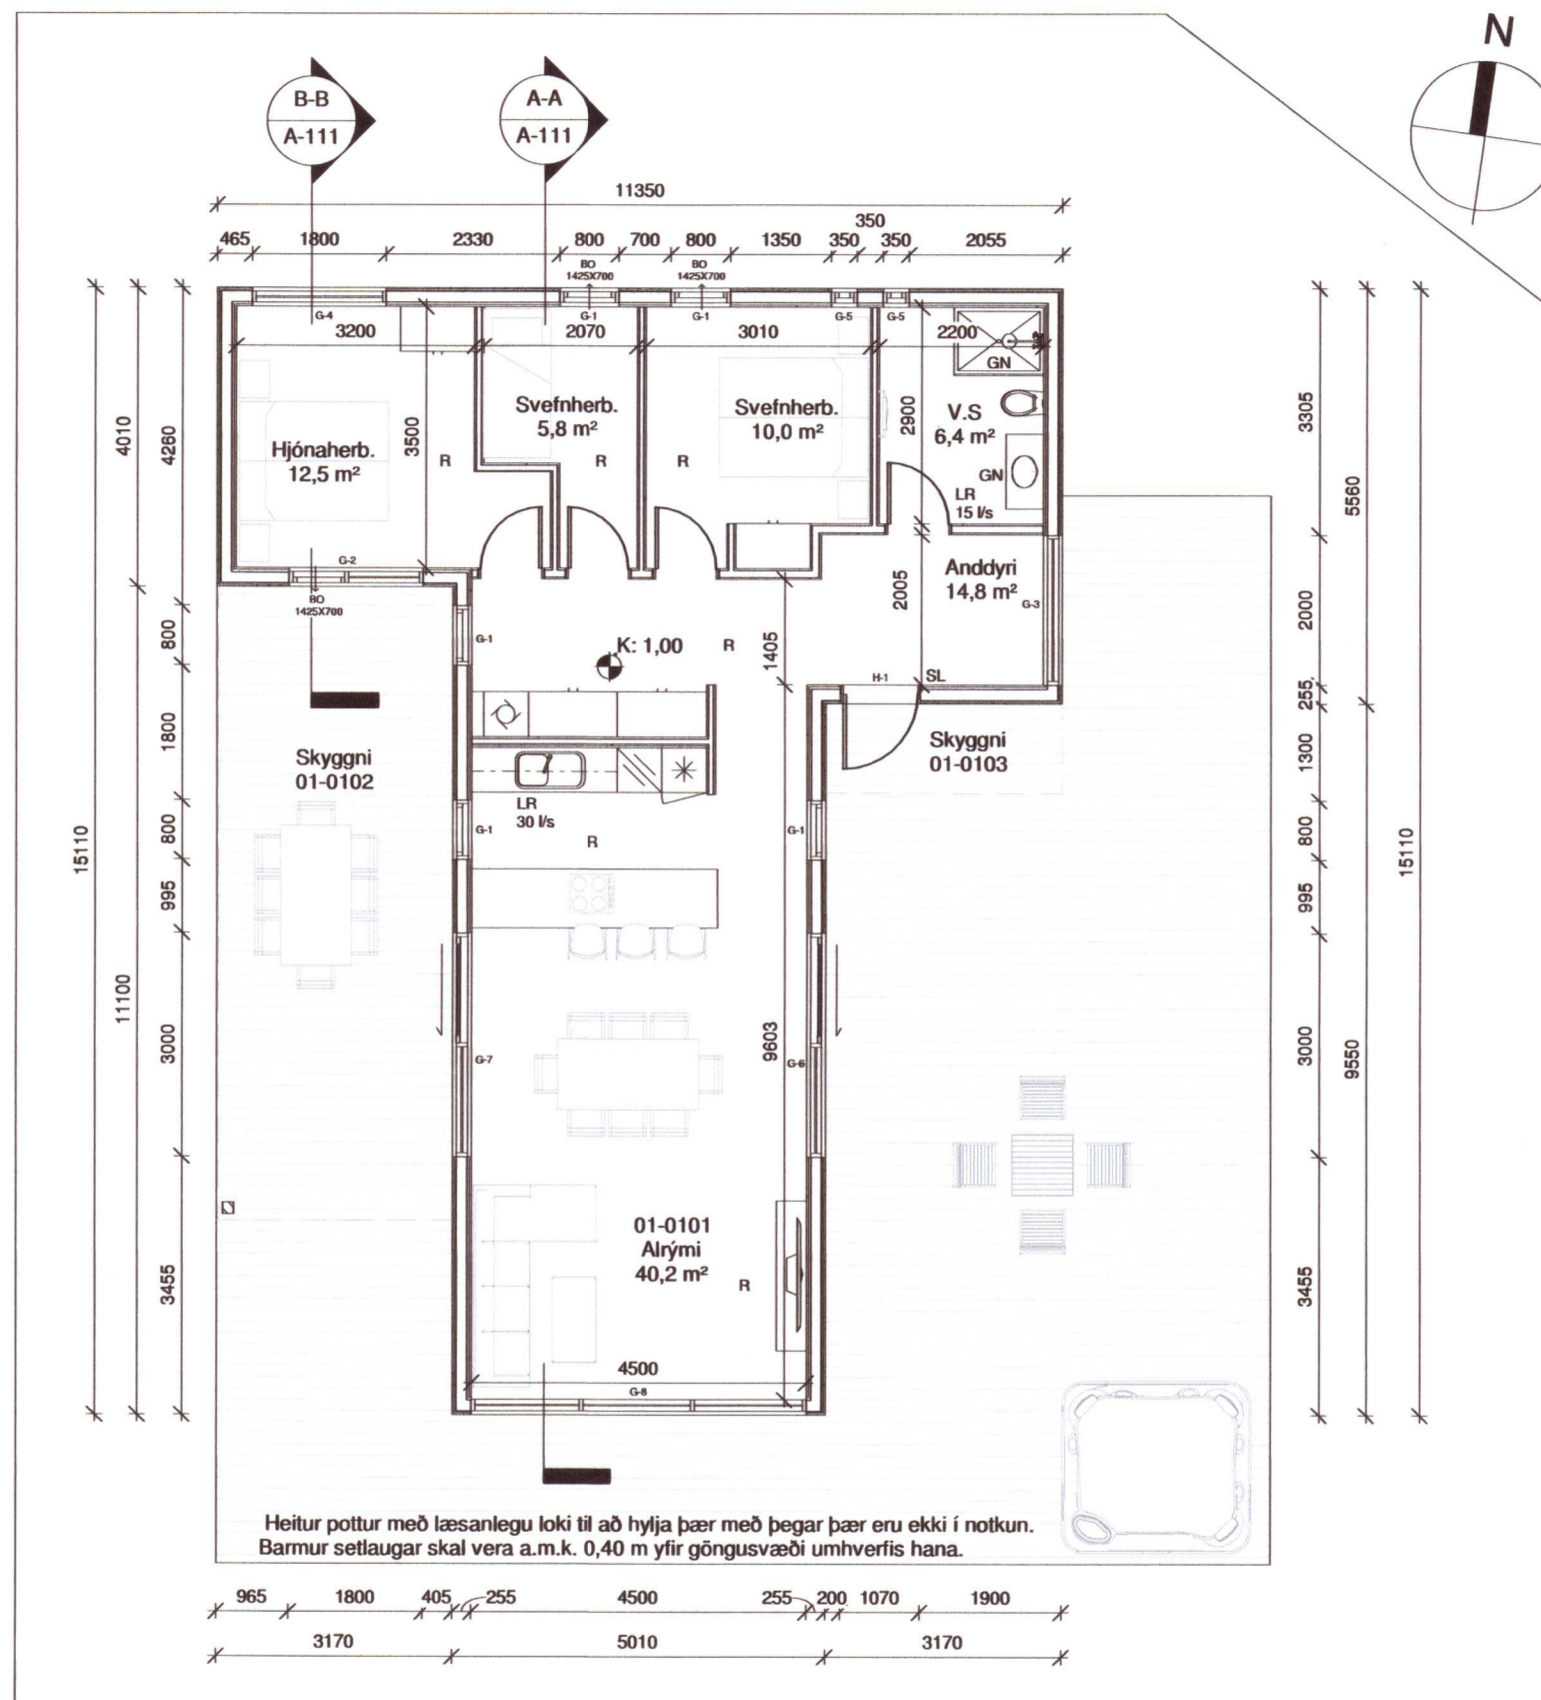 N
B-B
A-111
A-A
A-111
11350
350
465 1800 2330 800 700 800 1350 350 350 2055
BO
1425X700
BO
1425X700
G-4 G-1 G-1 G-5 G-5
3200 2070 3010 2200
GN
Svefnherb.
5,8 m²
Svefnherb.
10,0 m²
V.S
6,4 m²
2900
3500
Hjónaherb.
12,5 m²
R
R
R
GN
LR
15 l/s
4010
4260
3305
5560
G-2
BO
1425X700
Anddyri
14,8 m²
G-3
2005
2000
800
G-1
K: 1,00
R
1405
H-1
SL
255
1800
Skyggni
01-0102
Skyggni
01-0103
1300
LR
30 l/s
R
G-1
G-1
800
800
15110
15110
995
995
11100
3000
G-7
9603
G-6
3000
9550
01-0101
Alrými
40,2 m²
R
3455
3455
4500
G-8
Heitur pottur með læsanlegu loki til að hylja þær með þegar þær eru ekki í notkun.
Barmur setlaugar skal vera a.m.k. 0,40 m yfir göngusvæði umhverfis hana.
965 1800 405 255 4500 255 200 1070 1900
3170 5010 3170